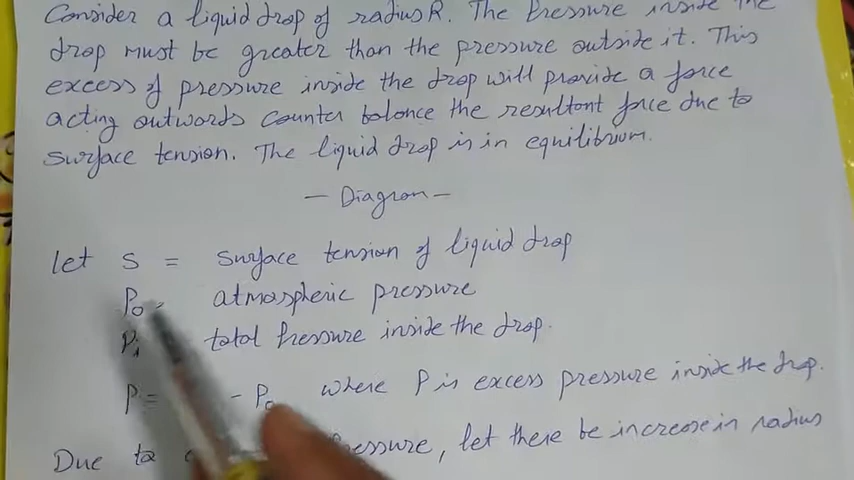 Consider a liquid drop of radius R. The Pressure inside the
drop must be greater than the pressure outside it. This
excess of pressure inside the drop will provide a force
acting outwards counter balance the resultant force due to
surface tension. The liquid drop is in equilibrium.
- Diagram -
Let S = Surface tension of liquid drop
P₀ = atmospheric pressure
Pᵢ total Pressure inside the drop.
P = - P₀ where P is excess pressure inside the drop.
Due to pressure, let there be increase in radius